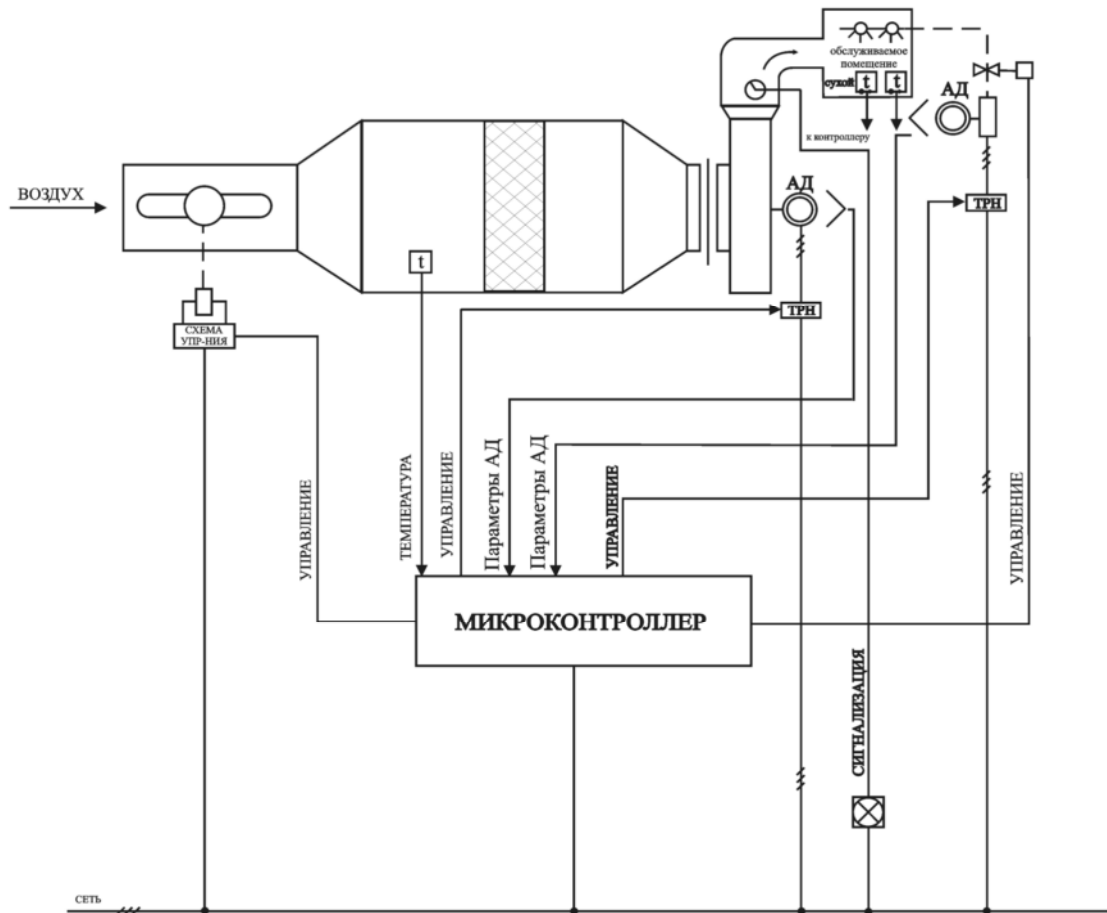 обслуживаемое
помещение
сухой
t
t
АД
к контроллеру
ВОЗДУХ
АД
ТРН
t
ТРН
СХЕМА
УПР-НИЯ
УПРАВЛЕНИЕ
ТЕМПЕРАТУРА
УПРАВЛЕНИЕ
Параметры АД
Параметры АД
УПРАВЛЕНИЕ
УПРАВЛЕНИЕ
МИКРОКОНТРОЛЛЕР
СИГНАЛИЗАЦИЯ
СЕТЬ